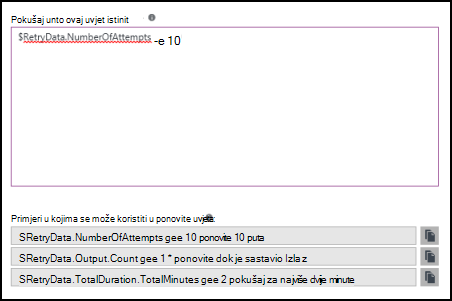 Pokušaj unto ovaj uvjet istinit
$RetryData.NumberOfAttempts -e 10
Primjeri u kojima se može koristiti u ponovite uvjeta:
SRetryData.NumberOfAttempts gee 10 ponovite 10 puta
SRetryData.Output.Count gee 1 * ponovite dok je sastavio Izlaz
SRetryData.TotalDuration.TotalMinutes gee 2 pokušaj za najviše dvije minute